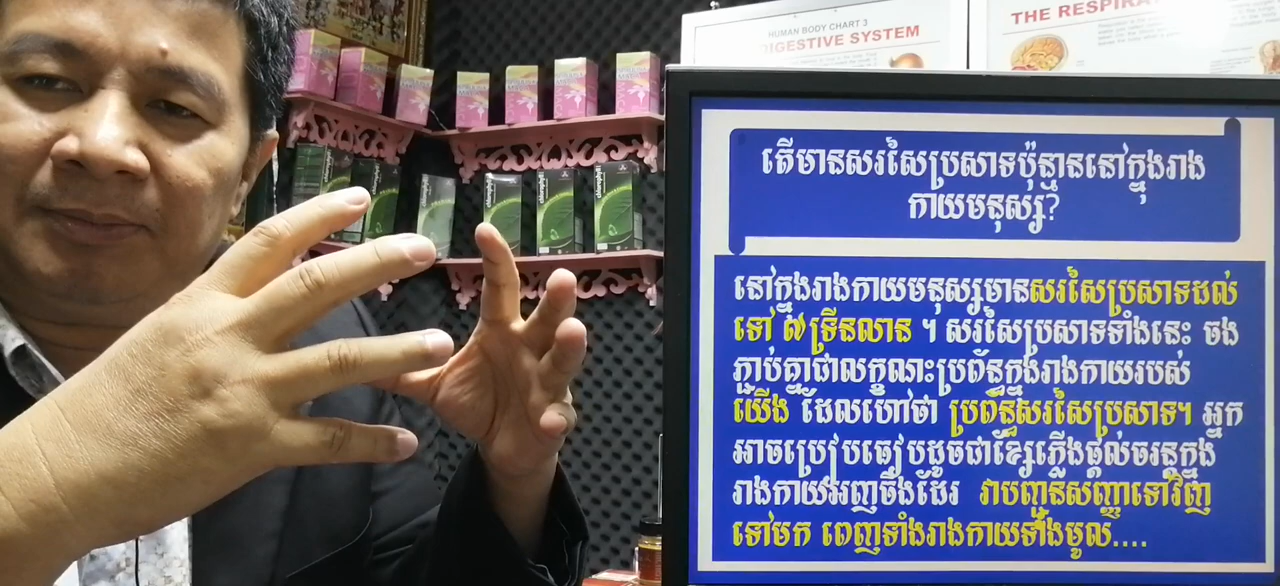 HUMAN BODY CHART 3
DIGESTIVE SYSTEM
THE RESPIRA
តើមានសរសៃប្រសាទប៉ុន្មាននៅក្នុងរាង
កាយមនុស្ស?
នៅក្នុងរាងកាយមនុស្សមានសរសៃប្រសាទដល់
ទៅ ៧ ទ្រីនលាន ។ សរសៃប្រសាទទាំងនេះ ចង
ភ្ជាប់គ្នាជាលក្ខណះប្រព័ន្ធក្នុងរាងកាយរបស់
យើង ដែលហៅថា ប្រព័ន្ធសរសៃប្រសាទ។ អ្នក
អាចប្រៀបធៀបដូចជាខ្សែភ្លើងផ្តល់ចរន្តក្នុង
រាងកាយអញ្ចឹងដែរ វាបញ្ជូនសញ្ញាទៅវិញ
ទៅមក ពេញទាំងរាងកាយទាំងមូល....
chlorophyll
chlorophyll
chlorophyll
chlorophyll